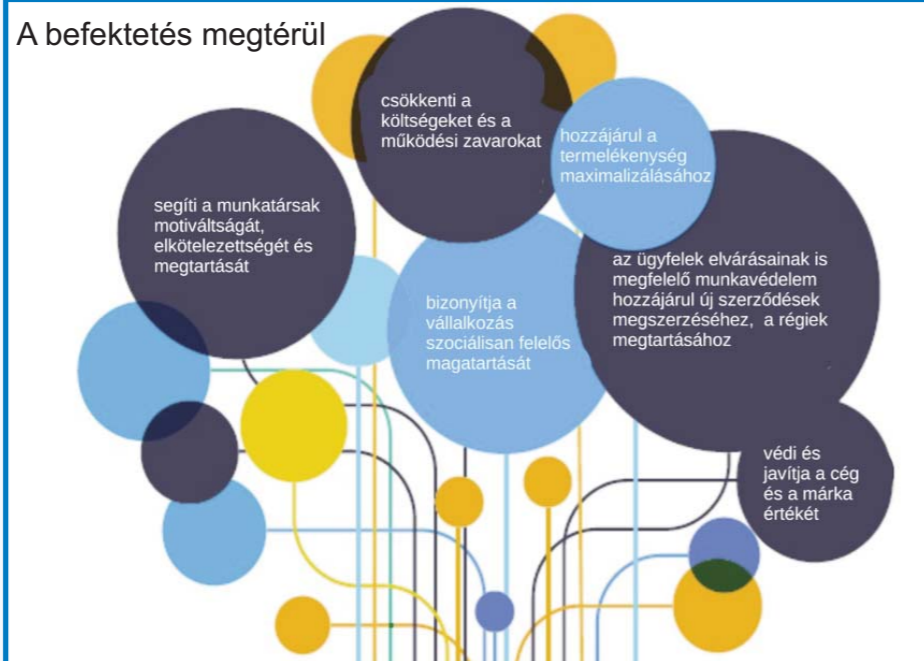 A befektetés megtérül
csökkenti a
költségeket és a
működési zavarokat
hozzájárul a
termelékenység
maximalizálásához
segíti a munkatársak
motiváltságát,
elkötelezettségét és
megtartását
az ügyfelek elvárásainak is
megfelelő munkavédelem
hozzájárul új szerződések
megszerzéséhez,  a régiek
megtartásához
bizonyítja a
vállalkozás
szociálisan felelős
magatartását
védi és
javítja a cég
és a márka
értékét